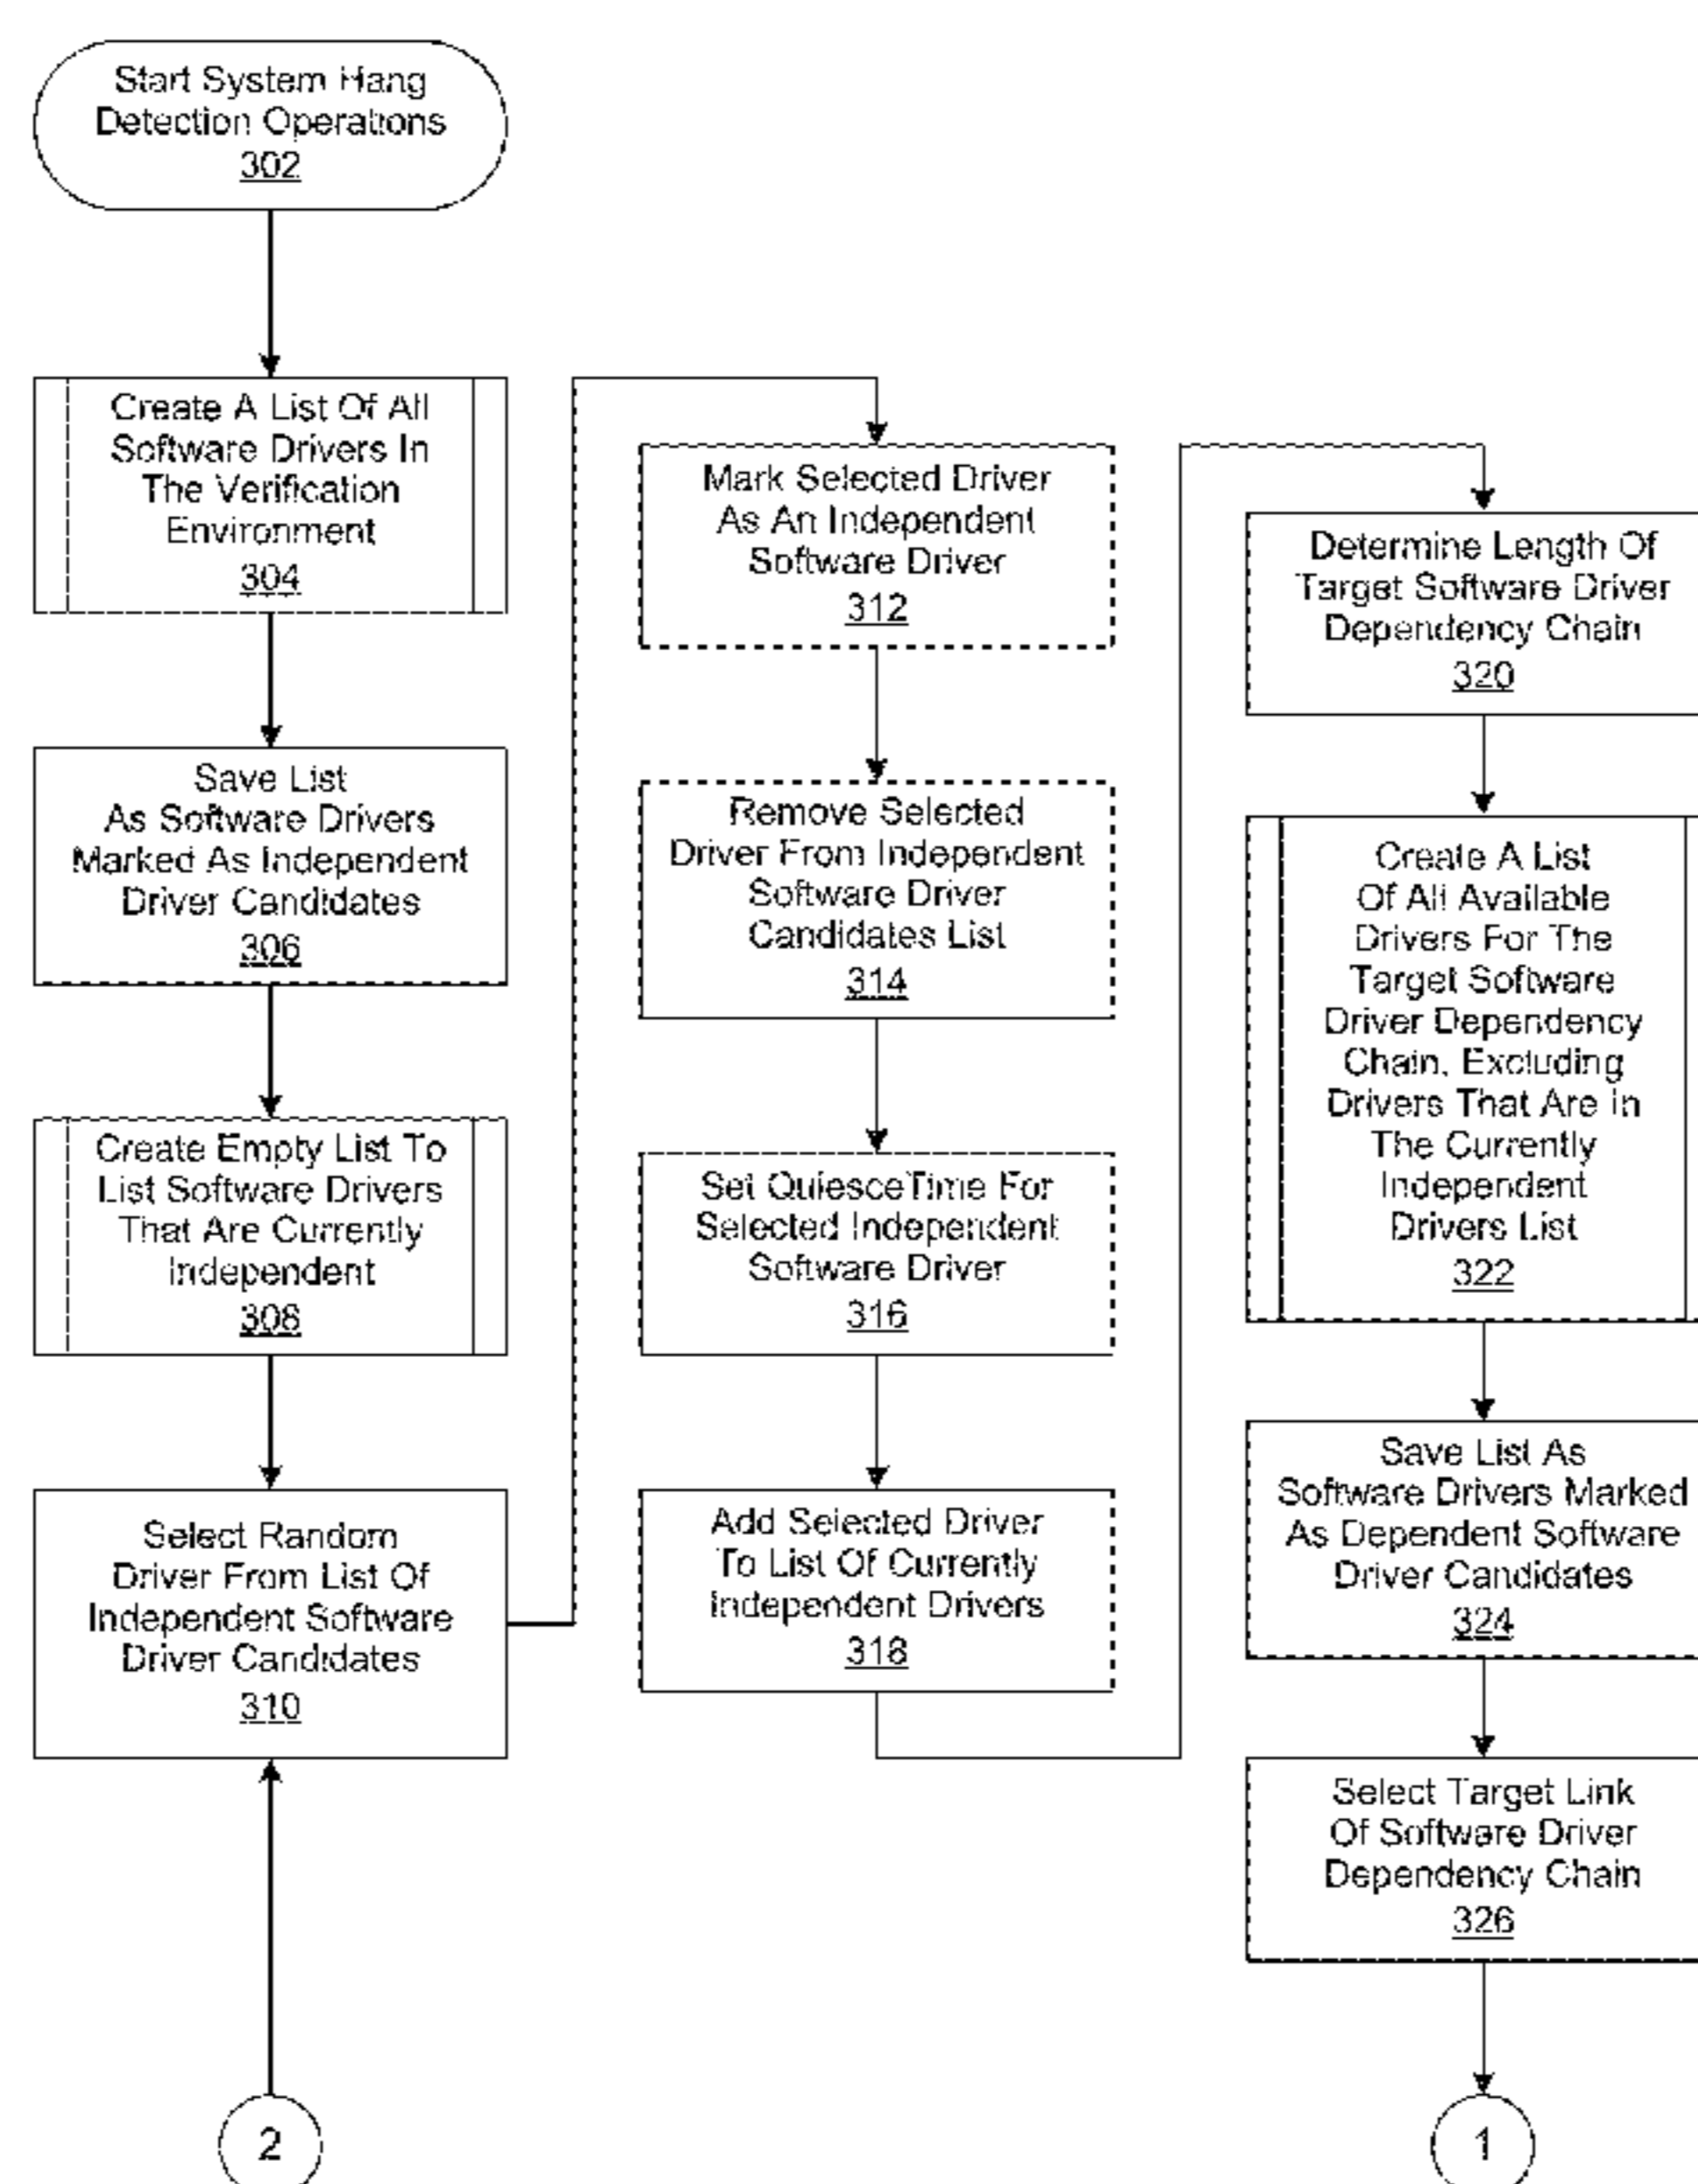 Start System Hang
Detection Operations
302
Create A List Of All
Software Drivers In
The Verification
Environment
304
Save List
As Software Drivers
Marked As Independent
Driver Candidates
306
Create Empty List To
List Software Drivers
That Are Currently
Independent
308
Select Random
Driver From List Of
Independent Software
Driver Candidates
310
2
Mark Selected Driver
As An Independent
Software Driver
312
Remove Selected
Driver From Independent
Software Driver
Candidates List
314
Set QuiesceTime For
Selected Independent
Software Driver
316
Add Selected Driver
To List Of Currently
Independent Drivers
318
Determine Length Of
Target Software Driver
Dependency Chain
320
Create A List
Of All Available
Drivers For The
Target Software
Driver Dependency
Chain, Excluding
Drivers That Are In
The Currently
Independent
Drivers List
322
Save List As
Software Drivers Marked
As Dependent Software
Driver Candidates
324
Select Target Link
Of Software Driver
Dependency Chain
326
1